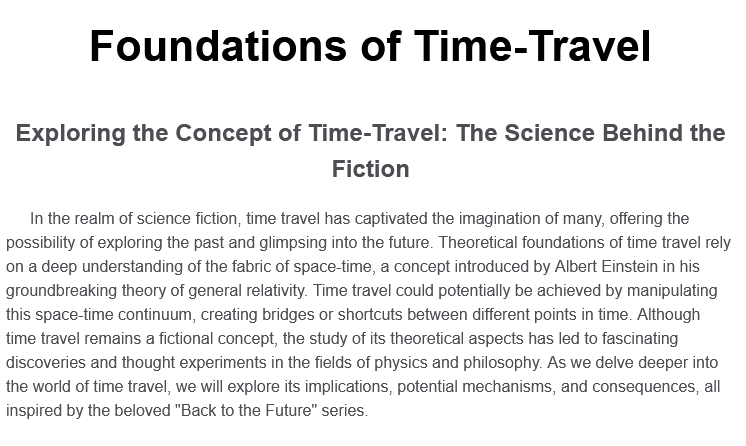 Foundations of Time-Travel
Exploring the Concept of Time-Travel: The Science Behind the
Fiction
In the realm of science fiction, time travel has captivated the imagination of many, offering the
possibility of exploring the past and glimpsing into the future. Theoretical foundations of time travel rely
on a deep understanding of the fabric of space-time, a concept introduced by Albert Einstein in his
groundbreaking theory of general relativity. Time travel could potentially be achieved by manipulating
this space-time continuum, creating bridges or shortcuts between different points in time. Although
time travel remains a fictional concept, the study of its theoretical aspects has led to fascinating
discoveries and thought experiments in the fields of physics and philosophy. As we delve deeper into
the world of time travel, we will explore its implications, potential mechanisms, and consequences, all
inspired by the beloved "Back to the Future" series.